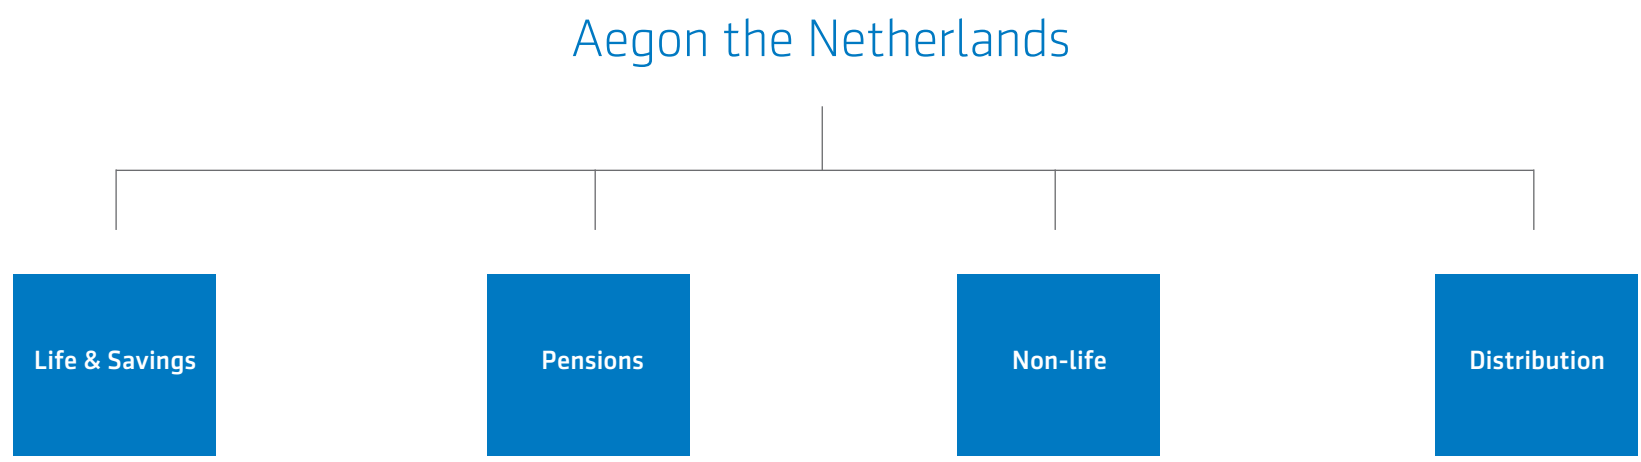 Aegon the Netherlands
Life & Savings
Pensions
Non-life
Distribution